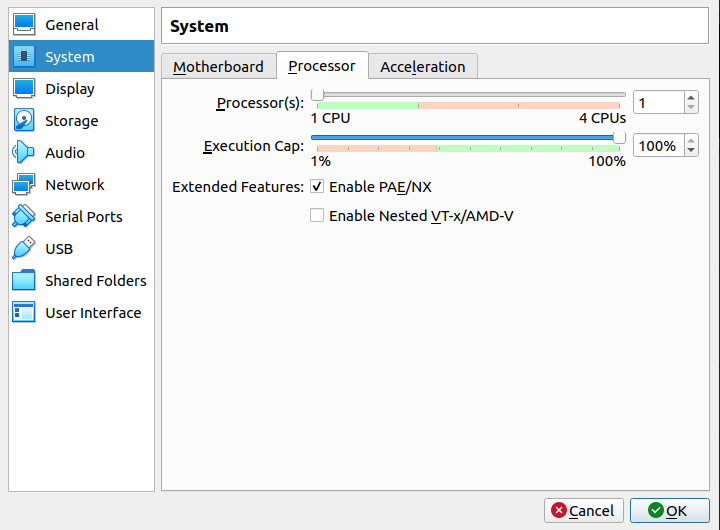 General
System
Display
Storage
Audio
Network
Serial Ports
USB
Shared Folders
User Interface
System
Motherboard Processor Acceleration
Processor(s): 1
1 CPU 4 CPUs
Execution Cap: 100%
1% 100%
Extended Features: Enable PAE/NX
Enable Nested VT-x/AMD-V
Cancel OK